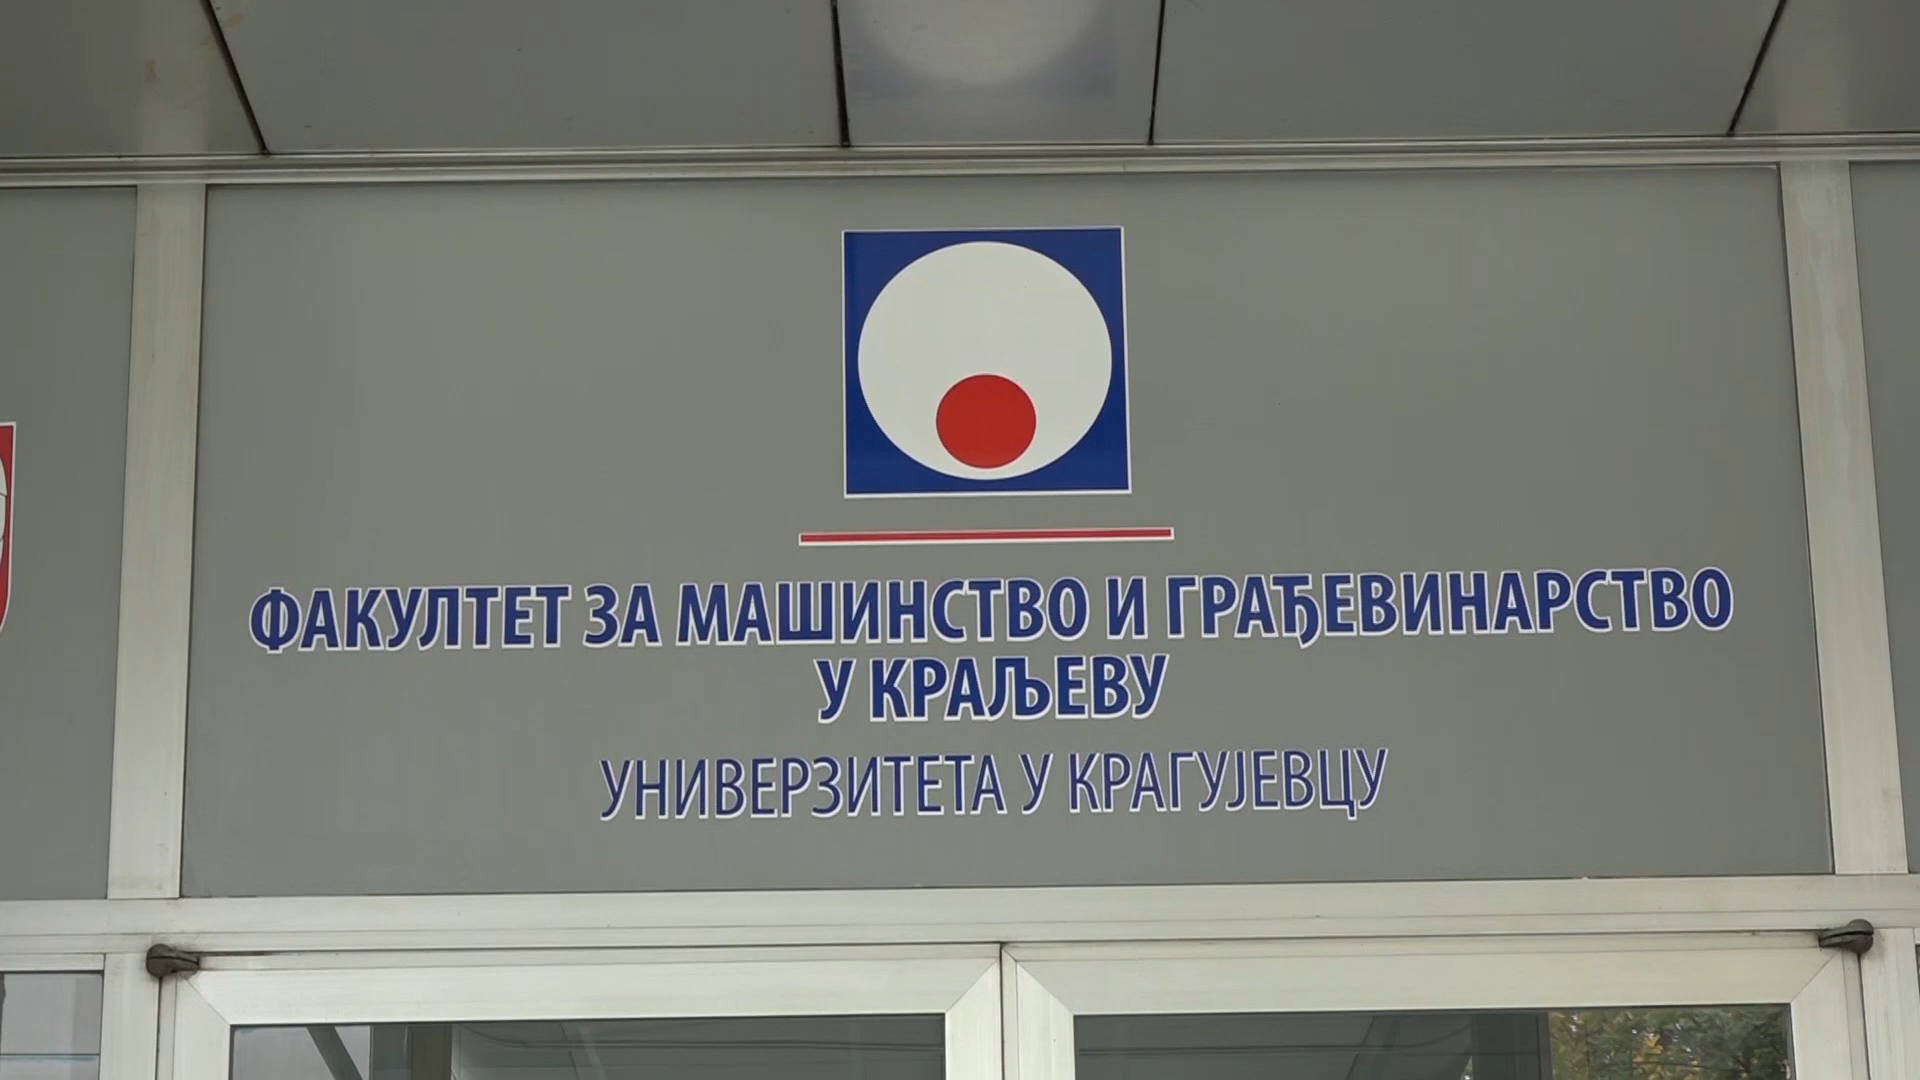 ФАКУЛТЕТ ЗА МАШИНСТВО И ГРАЂЕВИНАРСТВО
У КРАЉЕВУ
УНИВЕРЗИТЕТА У КРАГУЈЕВЦУ